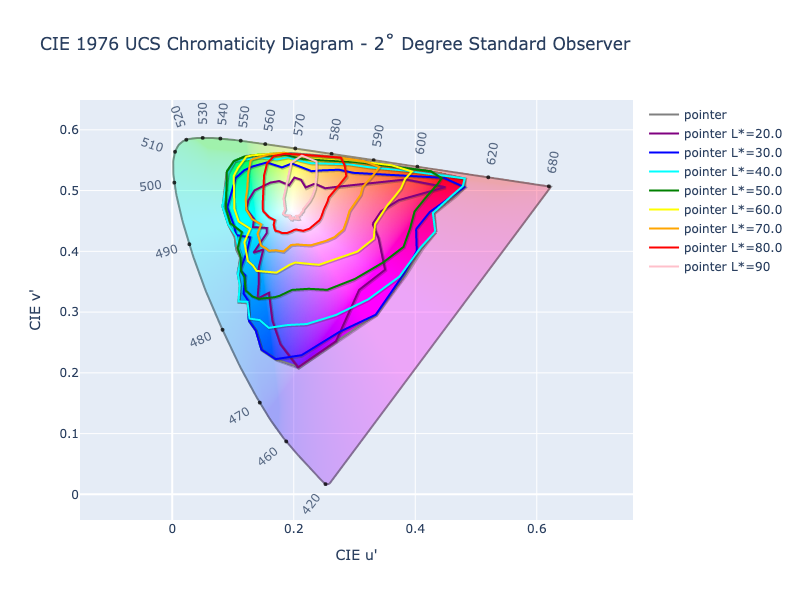 CIE 1976 UCS Chromaticity Diagram - 2˚ Degree Standard Observer
520
530
540
550
560
570
580
590
600
620
680
510
500
490
480
470
460
420
0.6
0.5
0.4
0.3
0.2
0.1
0
CIE v'
0
0.2
0.4
0.6
CIE u'
pointer
pointer L*=20.0
pointer L*=30.0
pointer L*=40.0
pointer L*=50.0
pointer L*=60.0
pointer L*=70.0
pointer L*=80.0
pointer L*=90